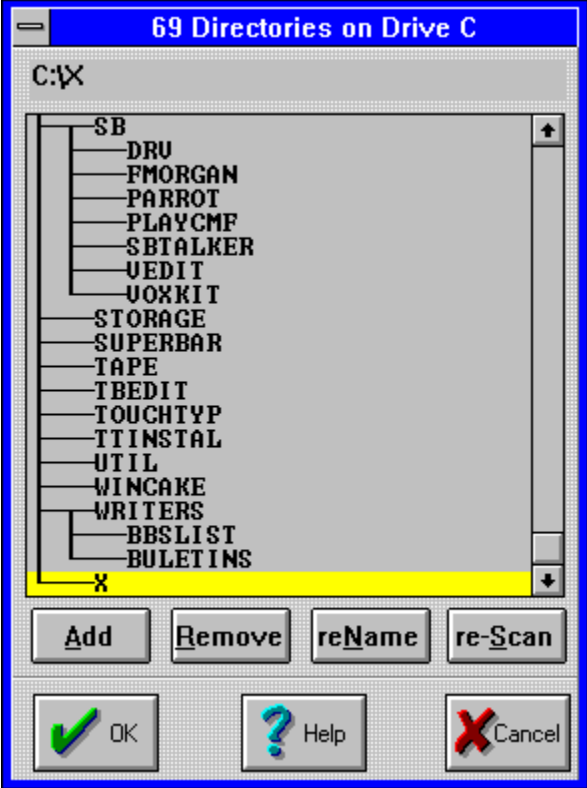 69 Directories on Drive C
C:\X
SB
DRV
FMORGAN
PARROT
PLAYCMF
SBTALKER
VEDIT
VOXKIT
STORAGE
SUPERBAR
TAPE
TBEDIT
TOUCHTYP
TTINSTAL
UTIL
WINCAKE
WRITERS
BBSLIST
BULETINS
X
Add Remove reName re-Scan
OK Help Cancel